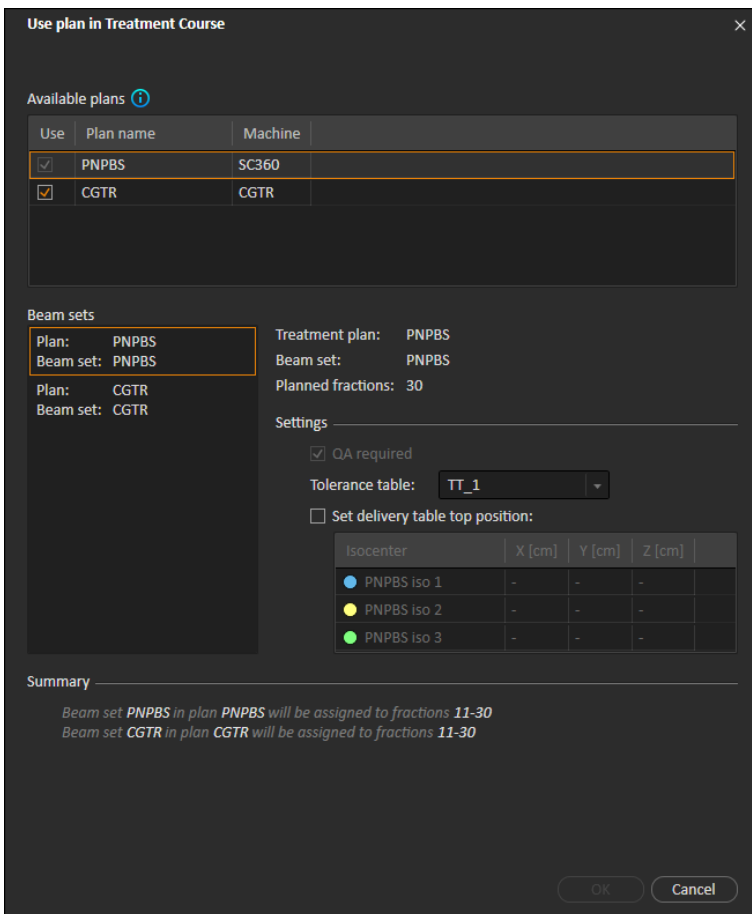 Use plan in Treatment Course
Available plans
Use Plan name Machine
PNPBS SC360
CGTR CGTR
Beam sets
Plan: PNPBS
Beam set: PNPBS
Plan: CGTR
Beam set: CGTR
Treatment plan: PNPBS
Beam set: PNPBS
Planned fractions: 30
Settings
QA required
Tolerance table: TT_1
Set delivery table top position:
Isocenter X [cm] Y [cm] Z [cm]
PNPBS iso 1 - - -
PNPBS iso 2 - - -
PNPBS iso 3 - - -
Summary
Beam set PNPBS in plan PNPBS will be assigned to fractions 11-30
Beam set CGTR in plan CGTR will be assigned to fractions 11-30
OK Cancel